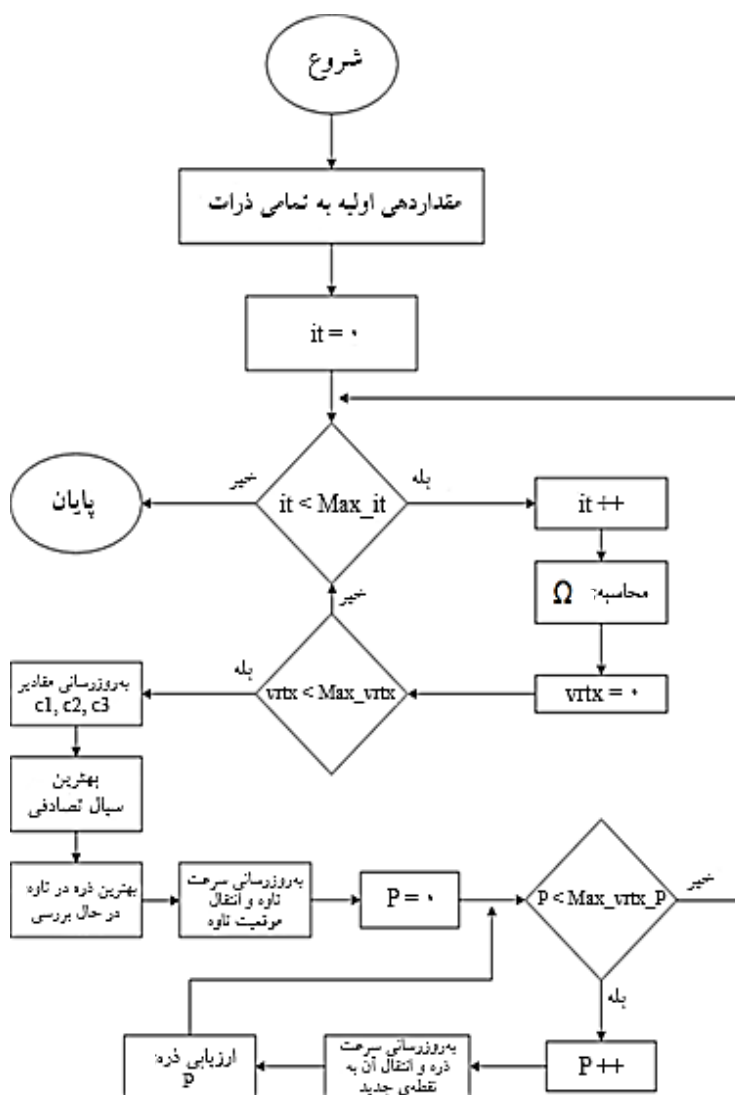 شروع
مقداردهی اولیه به تمامی ذرات
it = ۰
it < Max_it
خیر
پایان
بله
it ++
محاسبه: Ω
vrtx = ۰
خیر
vrtx < Max_vrtx
بله
به‌روزرسانی مقادیر
c1, c2, c3
بهترین
سیال تصادفی
بهترین ذره در تاوه
در حال بررسی
به‌روزرسانی سرعت
تاوه و انتقال
موقعیت تاوه
P = ۰
P < Max_vrtx_P
خیر
بله
P ++
به‌روزرسانی سرعت
ذره و انتقال آن به
نقطه‌ی جدید
ارزیابی ذره:
P